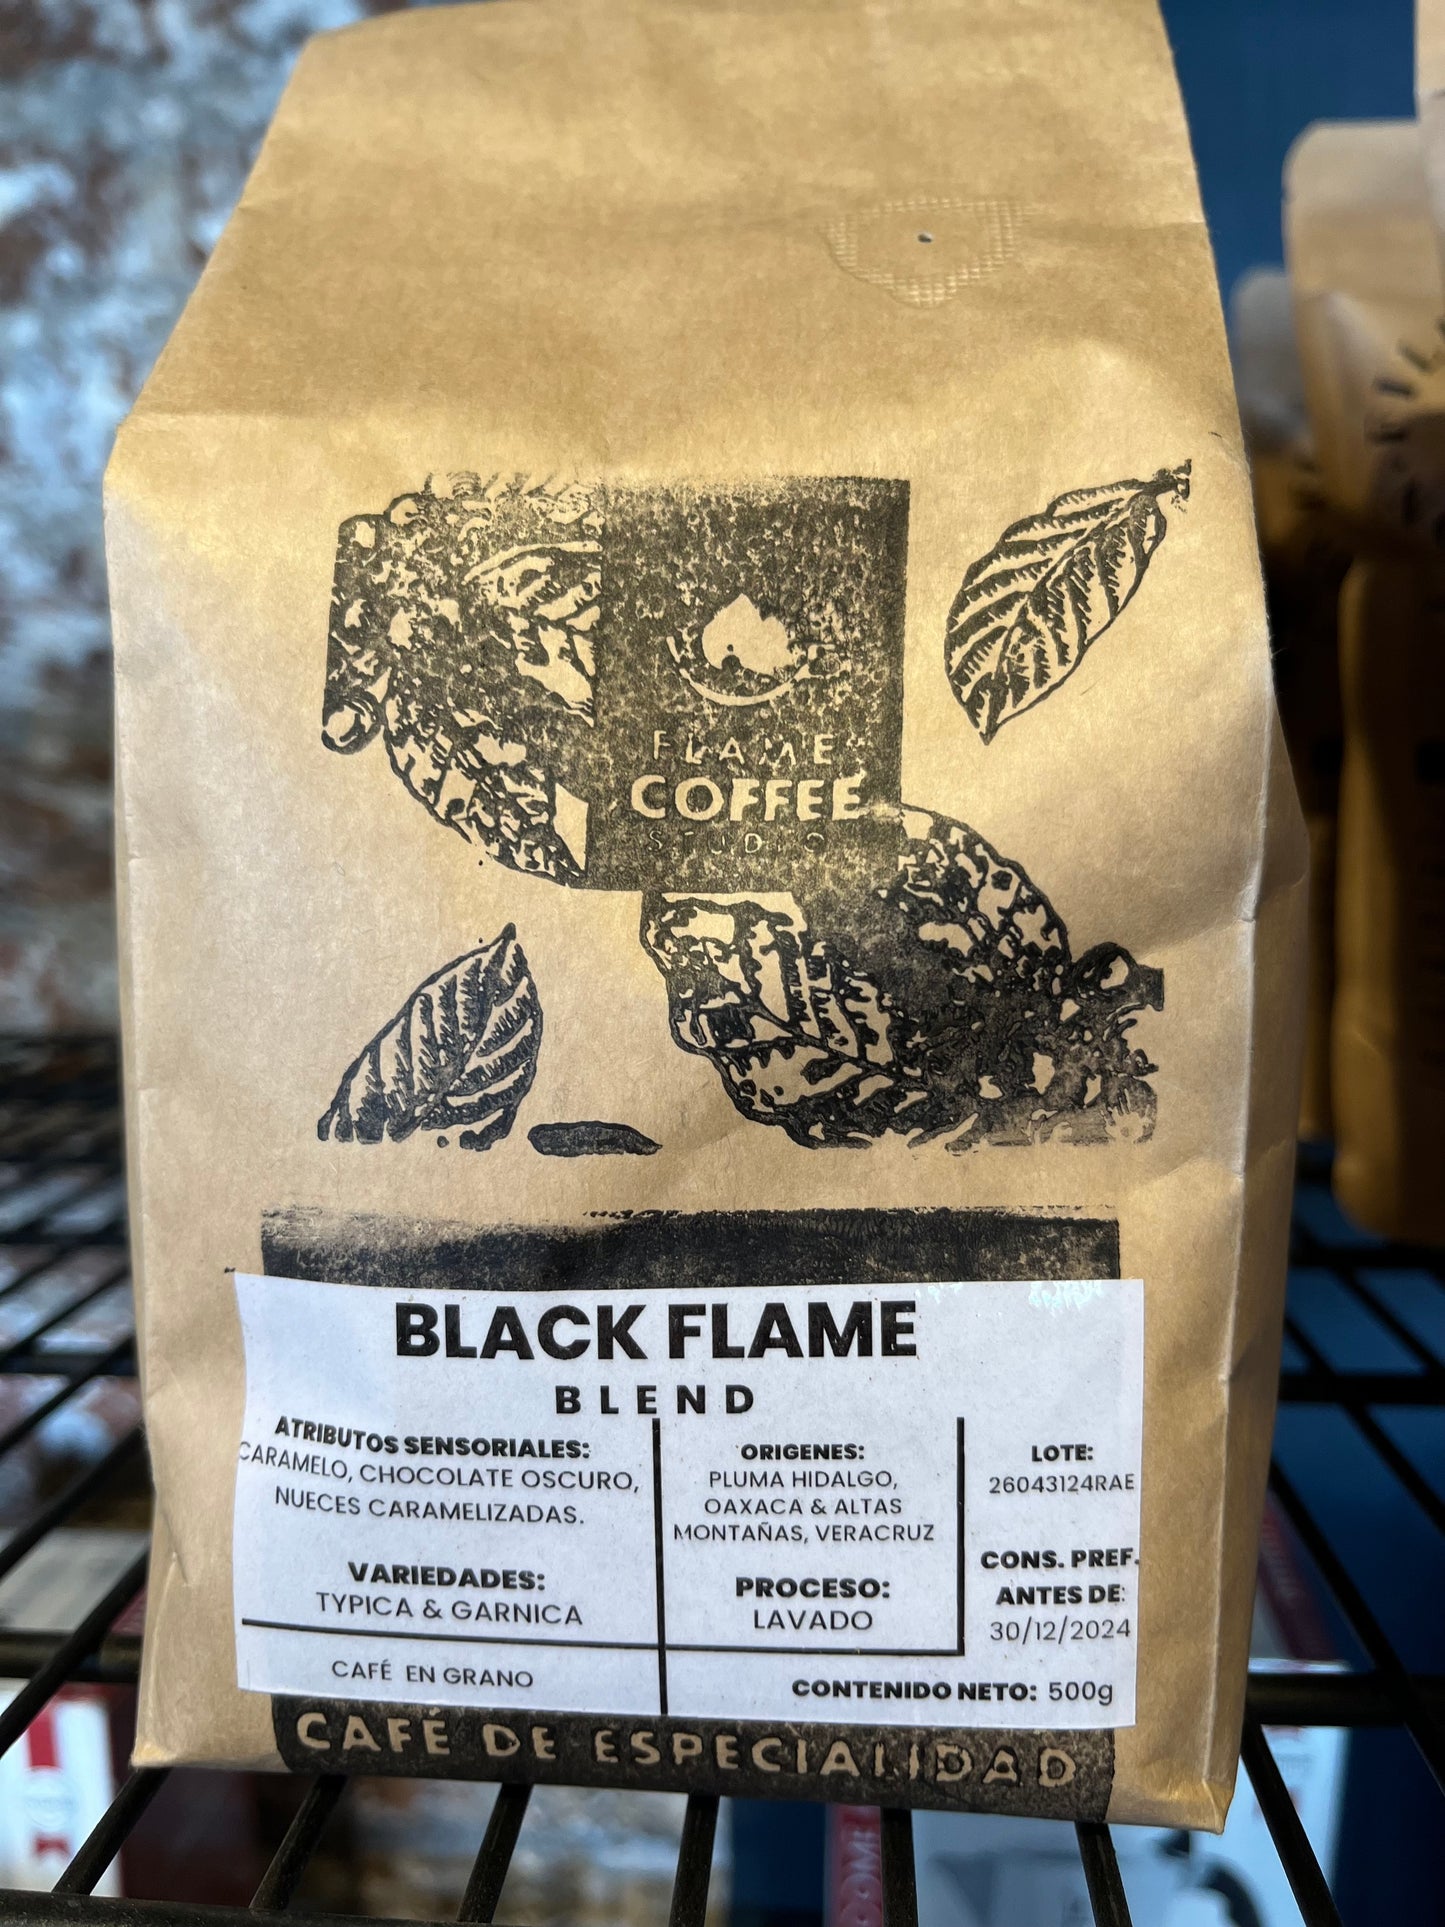 FLAME
COFFEE
STUDIO
BLACK FLAME
BLEND
ATRIBUTOS SENSORIALES:
CARAMELO, CHOCOLATE OSCURO,
NUECES CARAMELIZADAS.
VARIEDADES:
TYPICA & GARNICA
CAFÉ EN GRANO
ORIGENES:
PLUMA HIDALGO,
OAXACA & ALTAS
MONTAÑAS, VERACRUZ
PROCESO:
LAVADO
LOTE:
26043124RAE
CONS. PREF.
ANTES DE:
30/12/2024
CONTENIDO NETO: 500g
CAFÉ DE ESPECIALIDAD